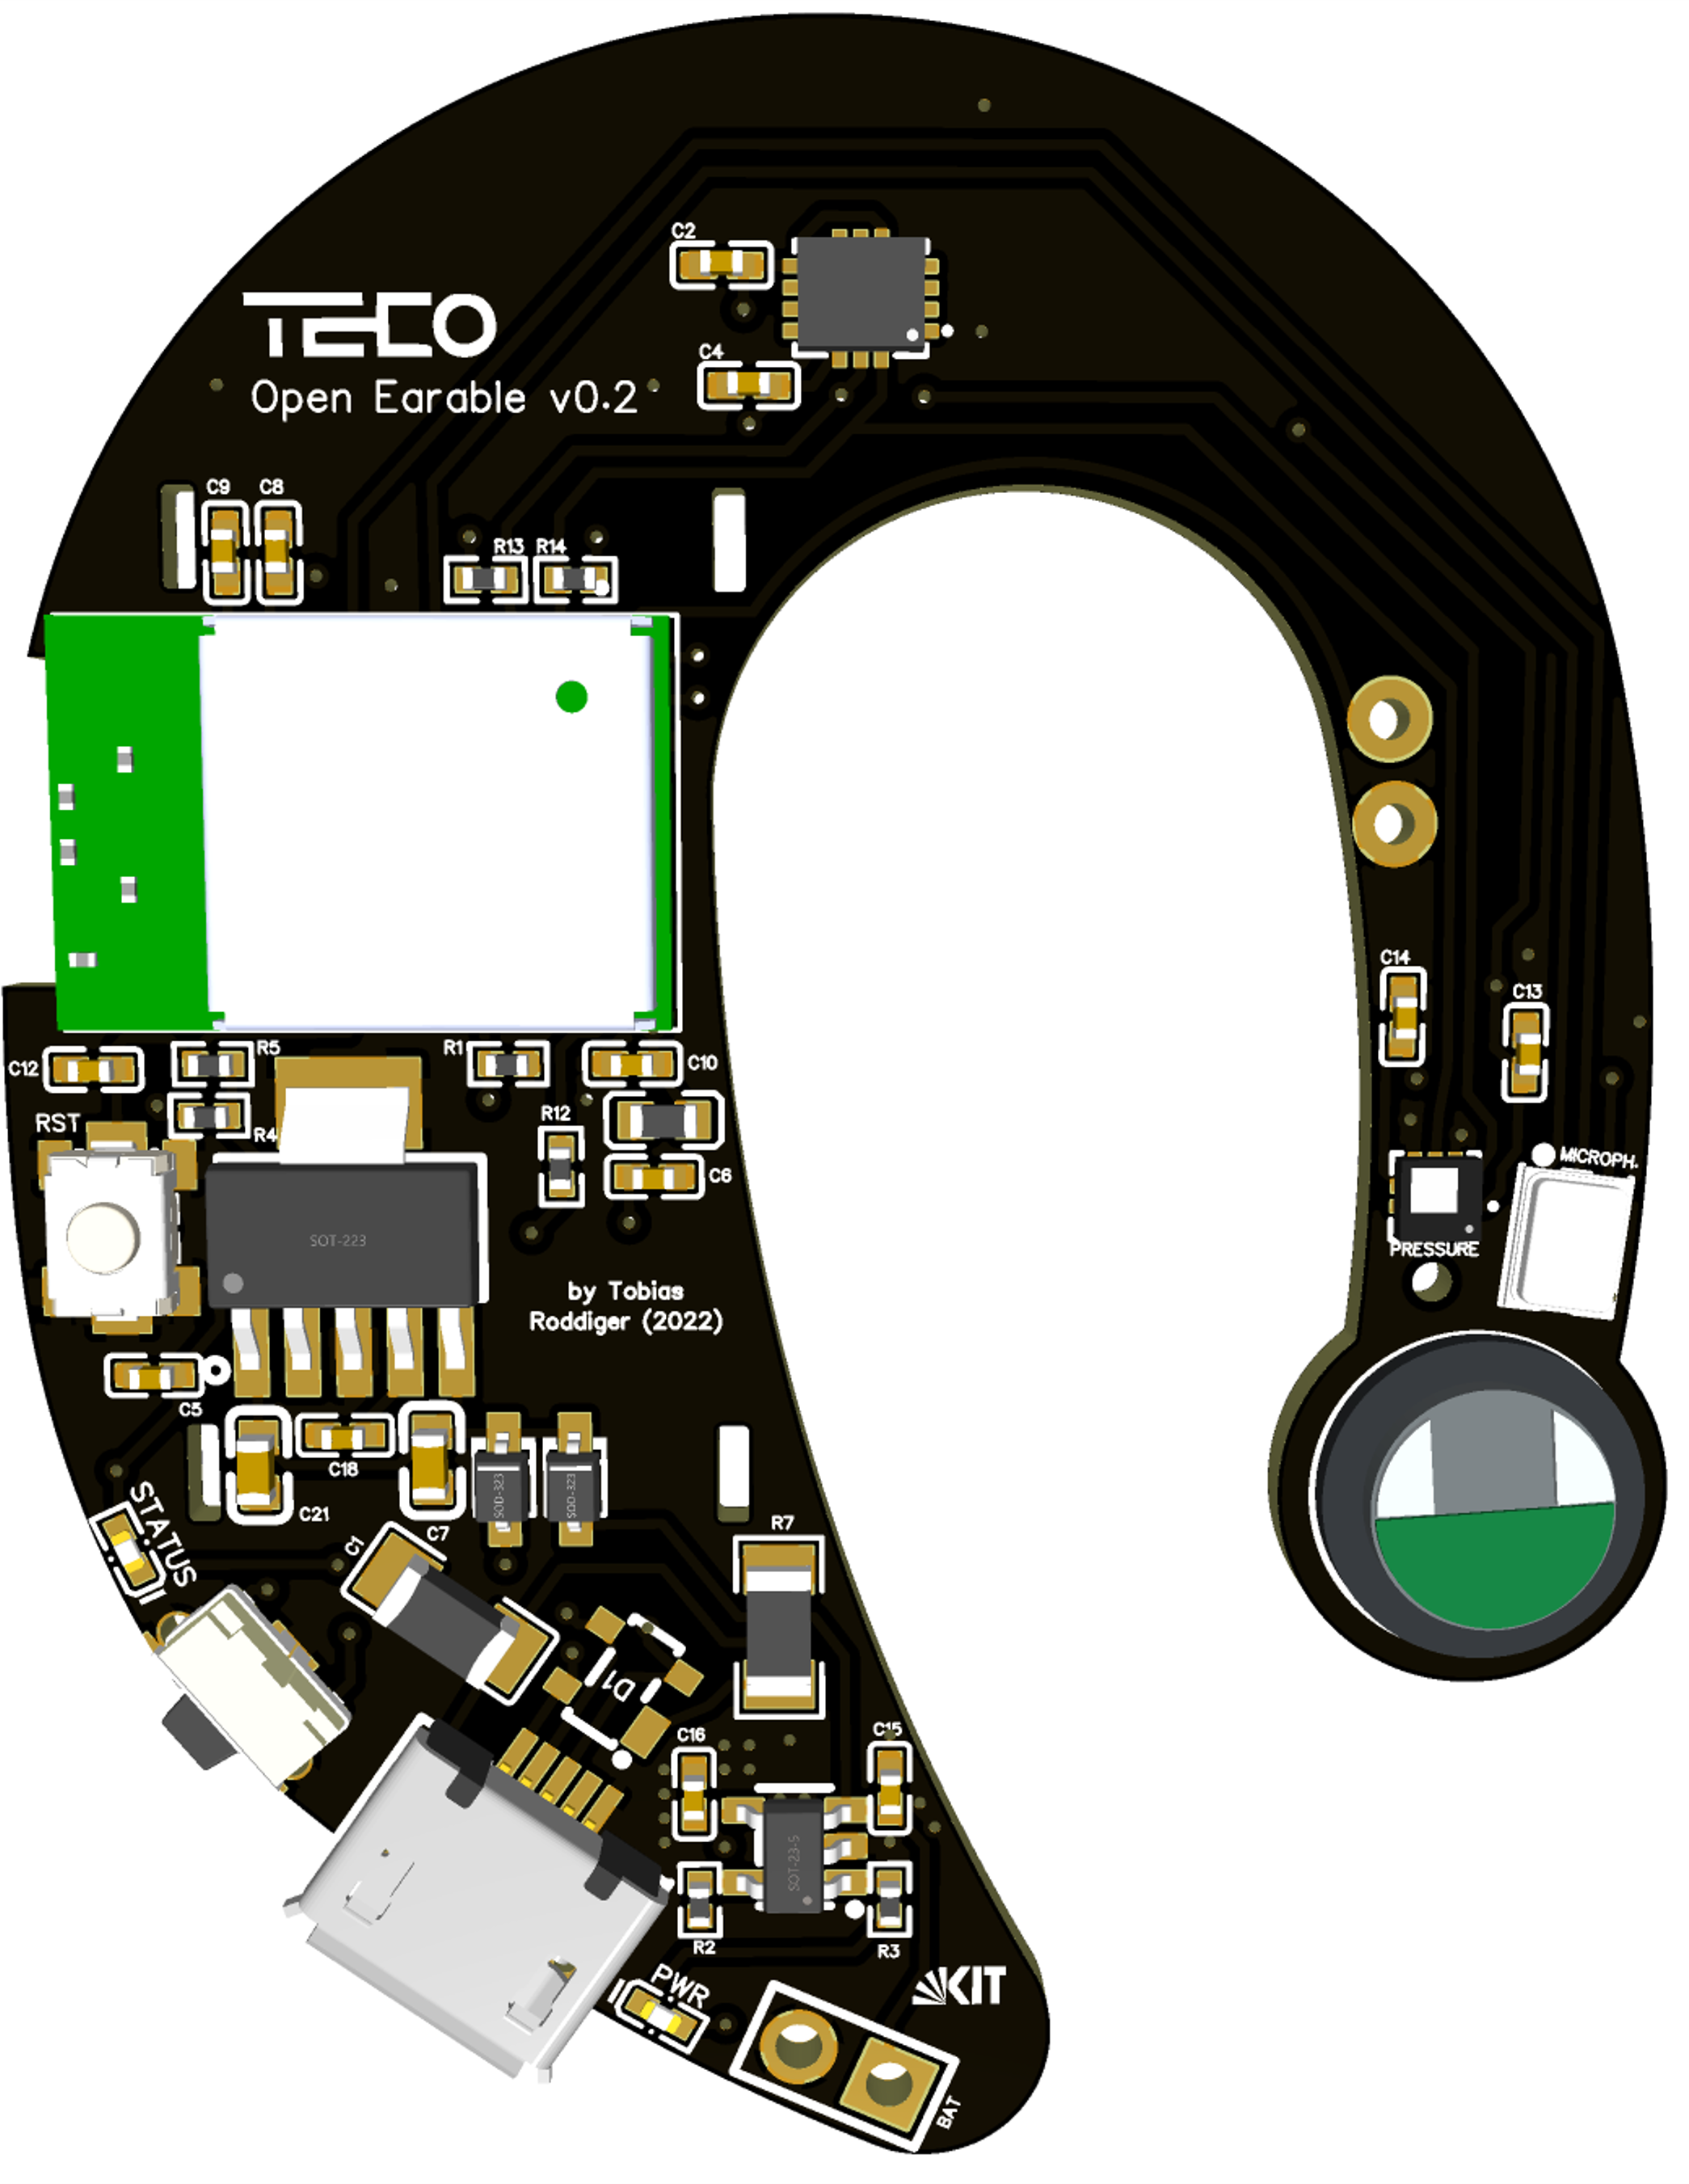 C2
TECO
C4
Open Earable v0.2
C9 C8
R13 R14
C14
C13
C12
R5
R1
C10
RST
R4
R12
MICROPH.
C6
SOT-223
PRESSURE
by Tobias
Roddiger (2022)
C5
C18
SOD-323
SOD-323
C21
STATUS
C7
C1
R7
D1
C16
C15
SOT-23-5
R2
R3
PWR
KIT
BAT